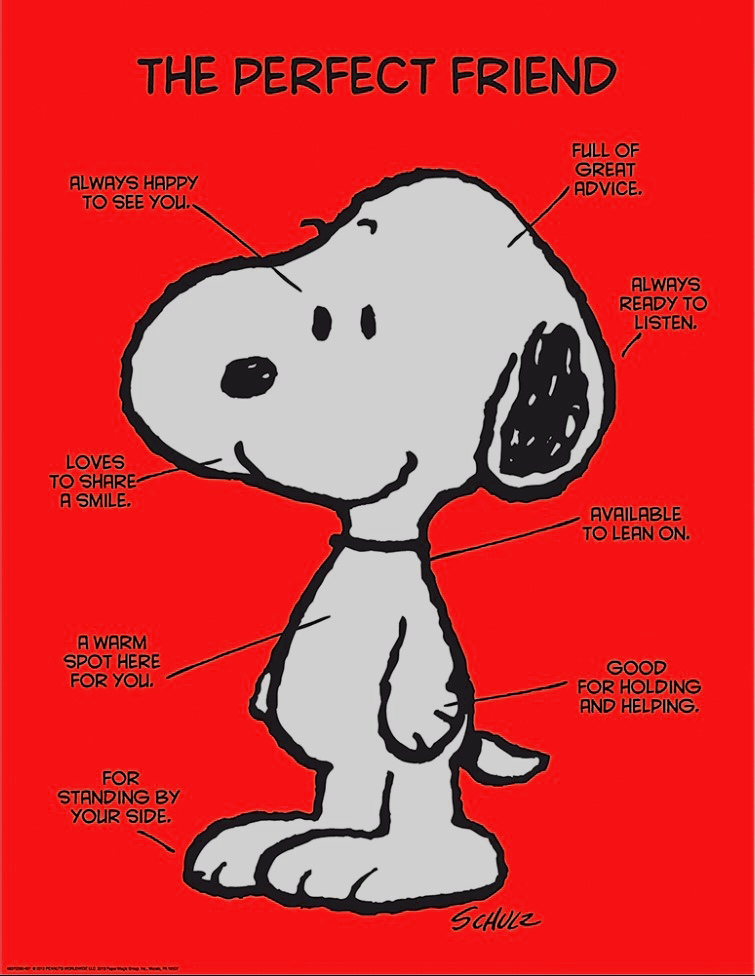 THE PERFECT FRIEND
ALWAYS HAPPY
TO SEE YOU.
FULL OF
GREAT
ADVICE.
ALWAYS
READY TO
LISTEN.
LOVES
TO SHARE
A SMILE.
AVAILABLE
TO LEAN ON.
A WARM
SPOT HERE
FOR YOU.
GOOD
FOR HOLDING
AND HELPING.
FOR
STANDING BY
YOUR SIDE.
SCHULZ